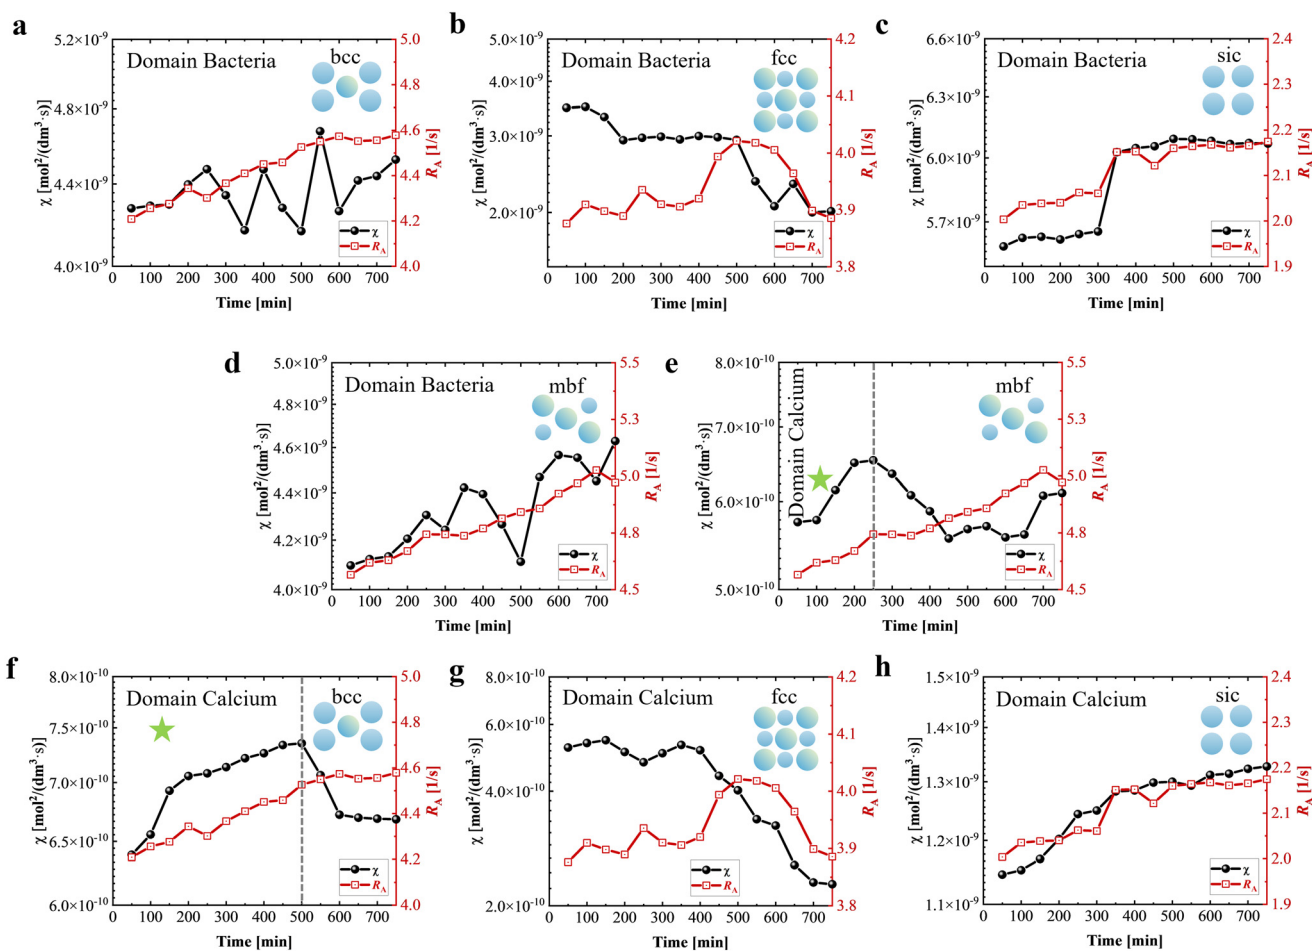 a
Domain Bacteria
bcc
5.2×10⁻⁹
4.8×10⁻⁹
4.4×10⁻⁹
4.0×10⁻⁹
χ [mol²/(dm³·s)]
5.0
4.8
4.6
4.4
4.2
4.0
R_A [1/s]
χ
R_A
0 100 200 300 400 500 600 700
Time [min]
b
Domain Bacteria
fcc
5.0×10⁻⁹
4.0×10⁻⁹
3.0×10⁻⁹
2.0×10⁻⁹
χ [mol²/(dm³·s)]
4.2
4.1
4.0
3.9
3.8
R_A [1/s]
χ
R_A
0 100 200 300 400 500 600 700
Time [min]
c
Domain Bacteria
sic
6.6×10⁻⁹
6.3×10⁻⁹
6.0×10⁻⁹
5.7×10⁻⁹
χ [mol²/(dm³·s)]
2.4
2.3
2.2
2.1
2.0
1.9
R_A [1/s]
χ
R_A
0 100 200 300 400 500 600 700
Time [min]
d
Domain Bacteria
mbf
5.0×10⁻⁹
4.8×10⁻⁹
4.6×10⁻⁹
4.4×10⁻⁹
4.2×10⁻⁹
4.0×10⁻⁹
χ [mol²/(dm³·s)]
5.5
5.3
5.0
4.8
4.5
R_A [1/s]
χ
R_A
0 100 200 300 400 500 600 700
Time [min]
e
Domain Calcium
mbf
8.0×10⁻¹⁰
7.0×10⁻¹⁰
6.0×10⁻¹⁰
5.0×10⁻¹⁰
χ [mol²/(dm³·s)]
5.5
5.3
5.0
4.8
4.5
R_A [1/s]
χ
R_A
0 100 200 300 400 500 600 700
Time [min]
f
Domain Calcium
bcc
8.0×10⁻¹⁰
7.5×10⁻¹⁰
7.0×10⁻¹⁰
6.5×10⁻¹⁰
6.0×10⁻¹⁰
χ [mol²/(dm³·s)]
5.0
4.8
4.6
4.4
4.2
4.0
R_A [1/s]
χ
R_A
0 100 200 300 400 500 600 700
Time [min]
g
Domain Calcium
fcc
8.0×10⁻¹⁰
6.0×10⁻¹⁰
4.0×10⁻¹⁰
2.0×10⁻¹⁰
χ [mol²/(dm³·s)]
4.2
4.1
4.0
3.9
3.8
R_A [1/s]
χ
R_A
0 100 200 300 400 500 600 700
Time [min]
h
Domain Calcium
sic
1.5×10⁻⁹
1.4×10⁻⁹
1.3×10⁻⁹
1.2×10⁻⁹
1.1×10⁻⁹
χ [mol²/(dm³·s)]
2.4
2.3
2.2
2.1
2.0
1.9
R_A [1/s]
χ
R_A
0 100 200 300 400 500 600 700
Time [min]